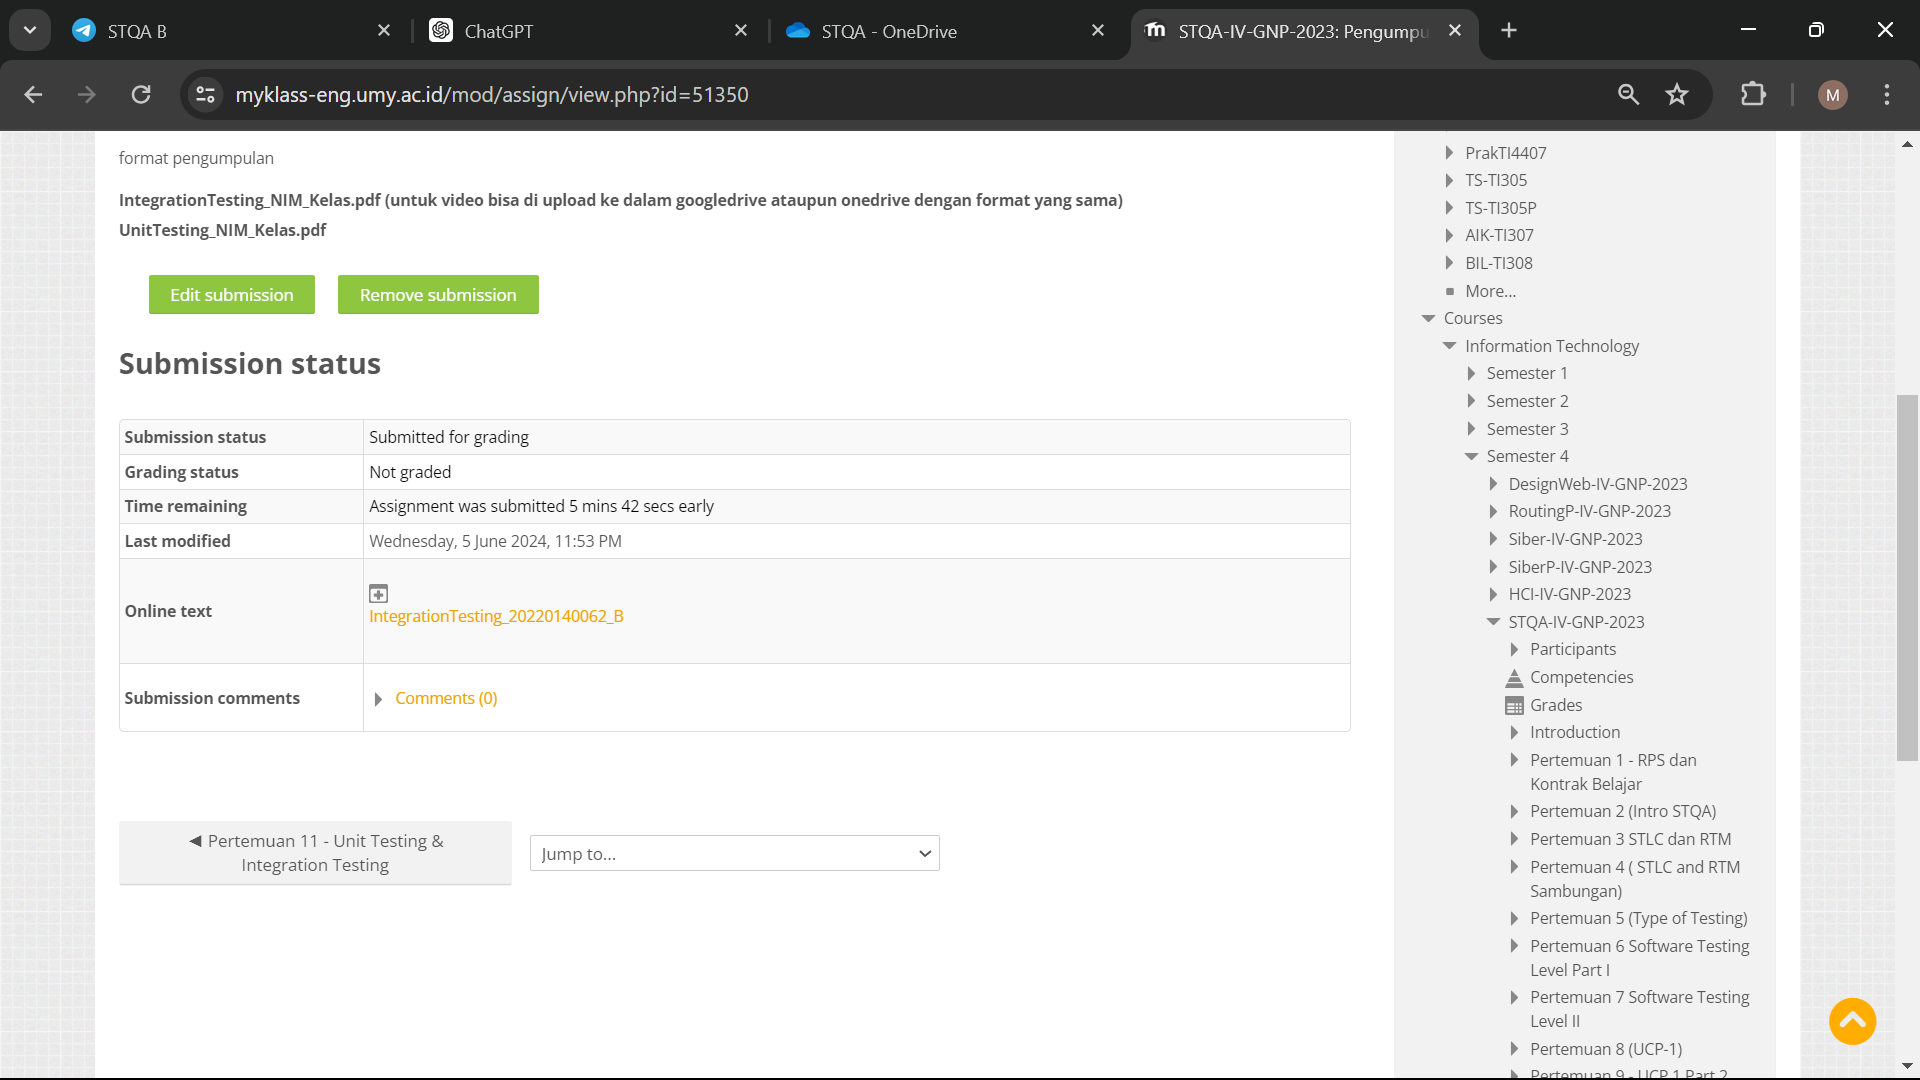 STQA B
ChatGPT
STQA - OneDrive
STQA-IV-GNP-2023: Pengumpu
myklass-eng.umy.ac.id/mod/assign/view.php?id=51350
M
format pengumpulan
IntegrationTesting_NIM_Kelas.pdf (untuk video bisa di upload ke dalam googledrive ataupun onedrive dengan format yang sama)
UnitTesting_NIM_Kelas.pdf
Edit submission
Remove submission
Submission status
Submission status Submitted for grading
Grading status Not graded
Time remaining Assignment was submitted 5 mins 42 secs early
Last modified Wednesday, 5 June 2024, 11:53 PM
Online text IntegrationTesting_20220140062_B
Submission comments Comments (0)
◀ Pertemuan 11 - Unit Testing &
Integration Testing
Jump to...
PrakTI4407
TS-TI305
TS-TI305P
AIK-TI307
BIL-TI308
More...
Courses
Information Technology
Semester 1
Semester 2
Semester 3
Semester 4
DesignWeb-IV-GNP-2023
RoutingP-IV-GNP-2023
Siber-IV-GNP-2023
SiberP-IV-GNP-2023
HCI-IV-GNP-2023
STQA-IV-GNP-2023
Participants
Competencies
Grades
Introduction
Pertemuan 1 - RPS dan
Kontrak Belajar
Pertemuan 2 (Intro STQA)
Pertemuan 3 STLC dan RTM
Pertemuan 4 ( STLC and RTM
Sambungan)
Pertemuan 5 (Type of Testing)
Pertemuan 6 Software Testing
Level Part I
Pertemuan 7 Software Testing
Level II
Pertemuan 8 (UCP-1)
Pertemuan 9 - UCP 1 Part 2